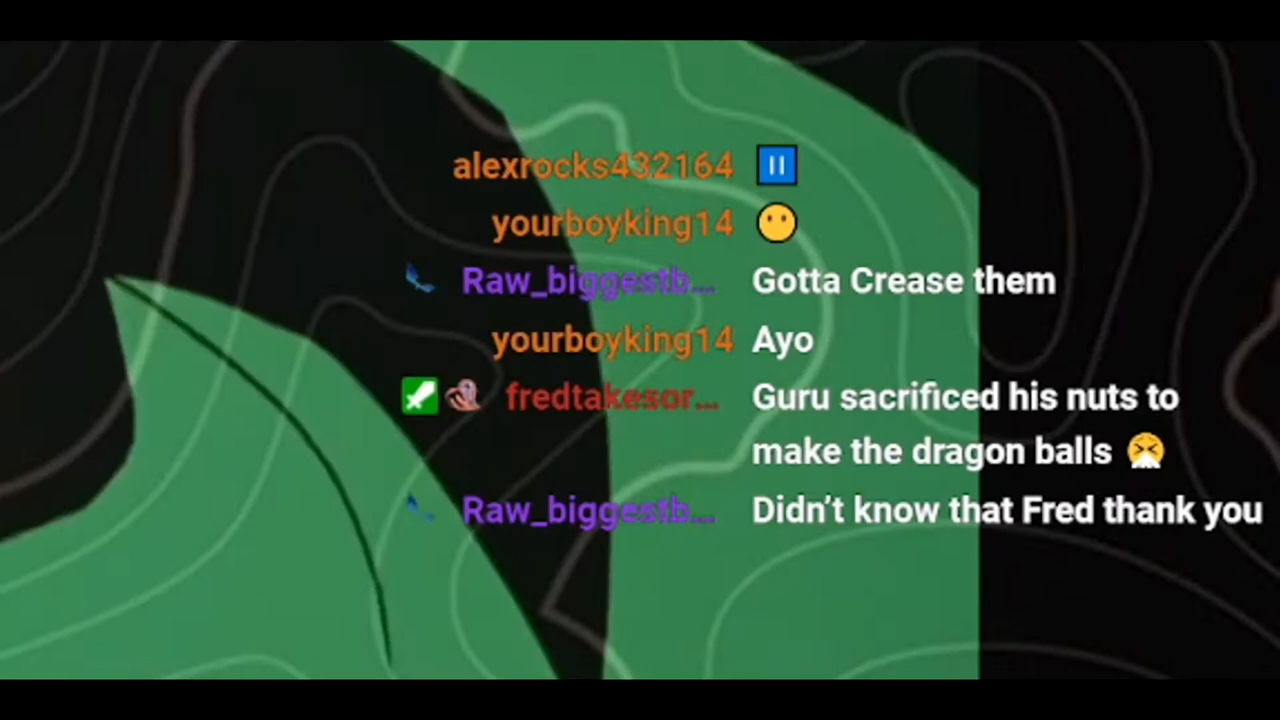 alexrocks432164 ⏸
yourboyking14 😶
Raw_biggestb... Gotta Crease them
yourboyking14 Ayo
fredtakesor... Guru sacrificed his nuts to
make the dragon balls 😤
Raw_biggestb... Didn't know that Fred thank you